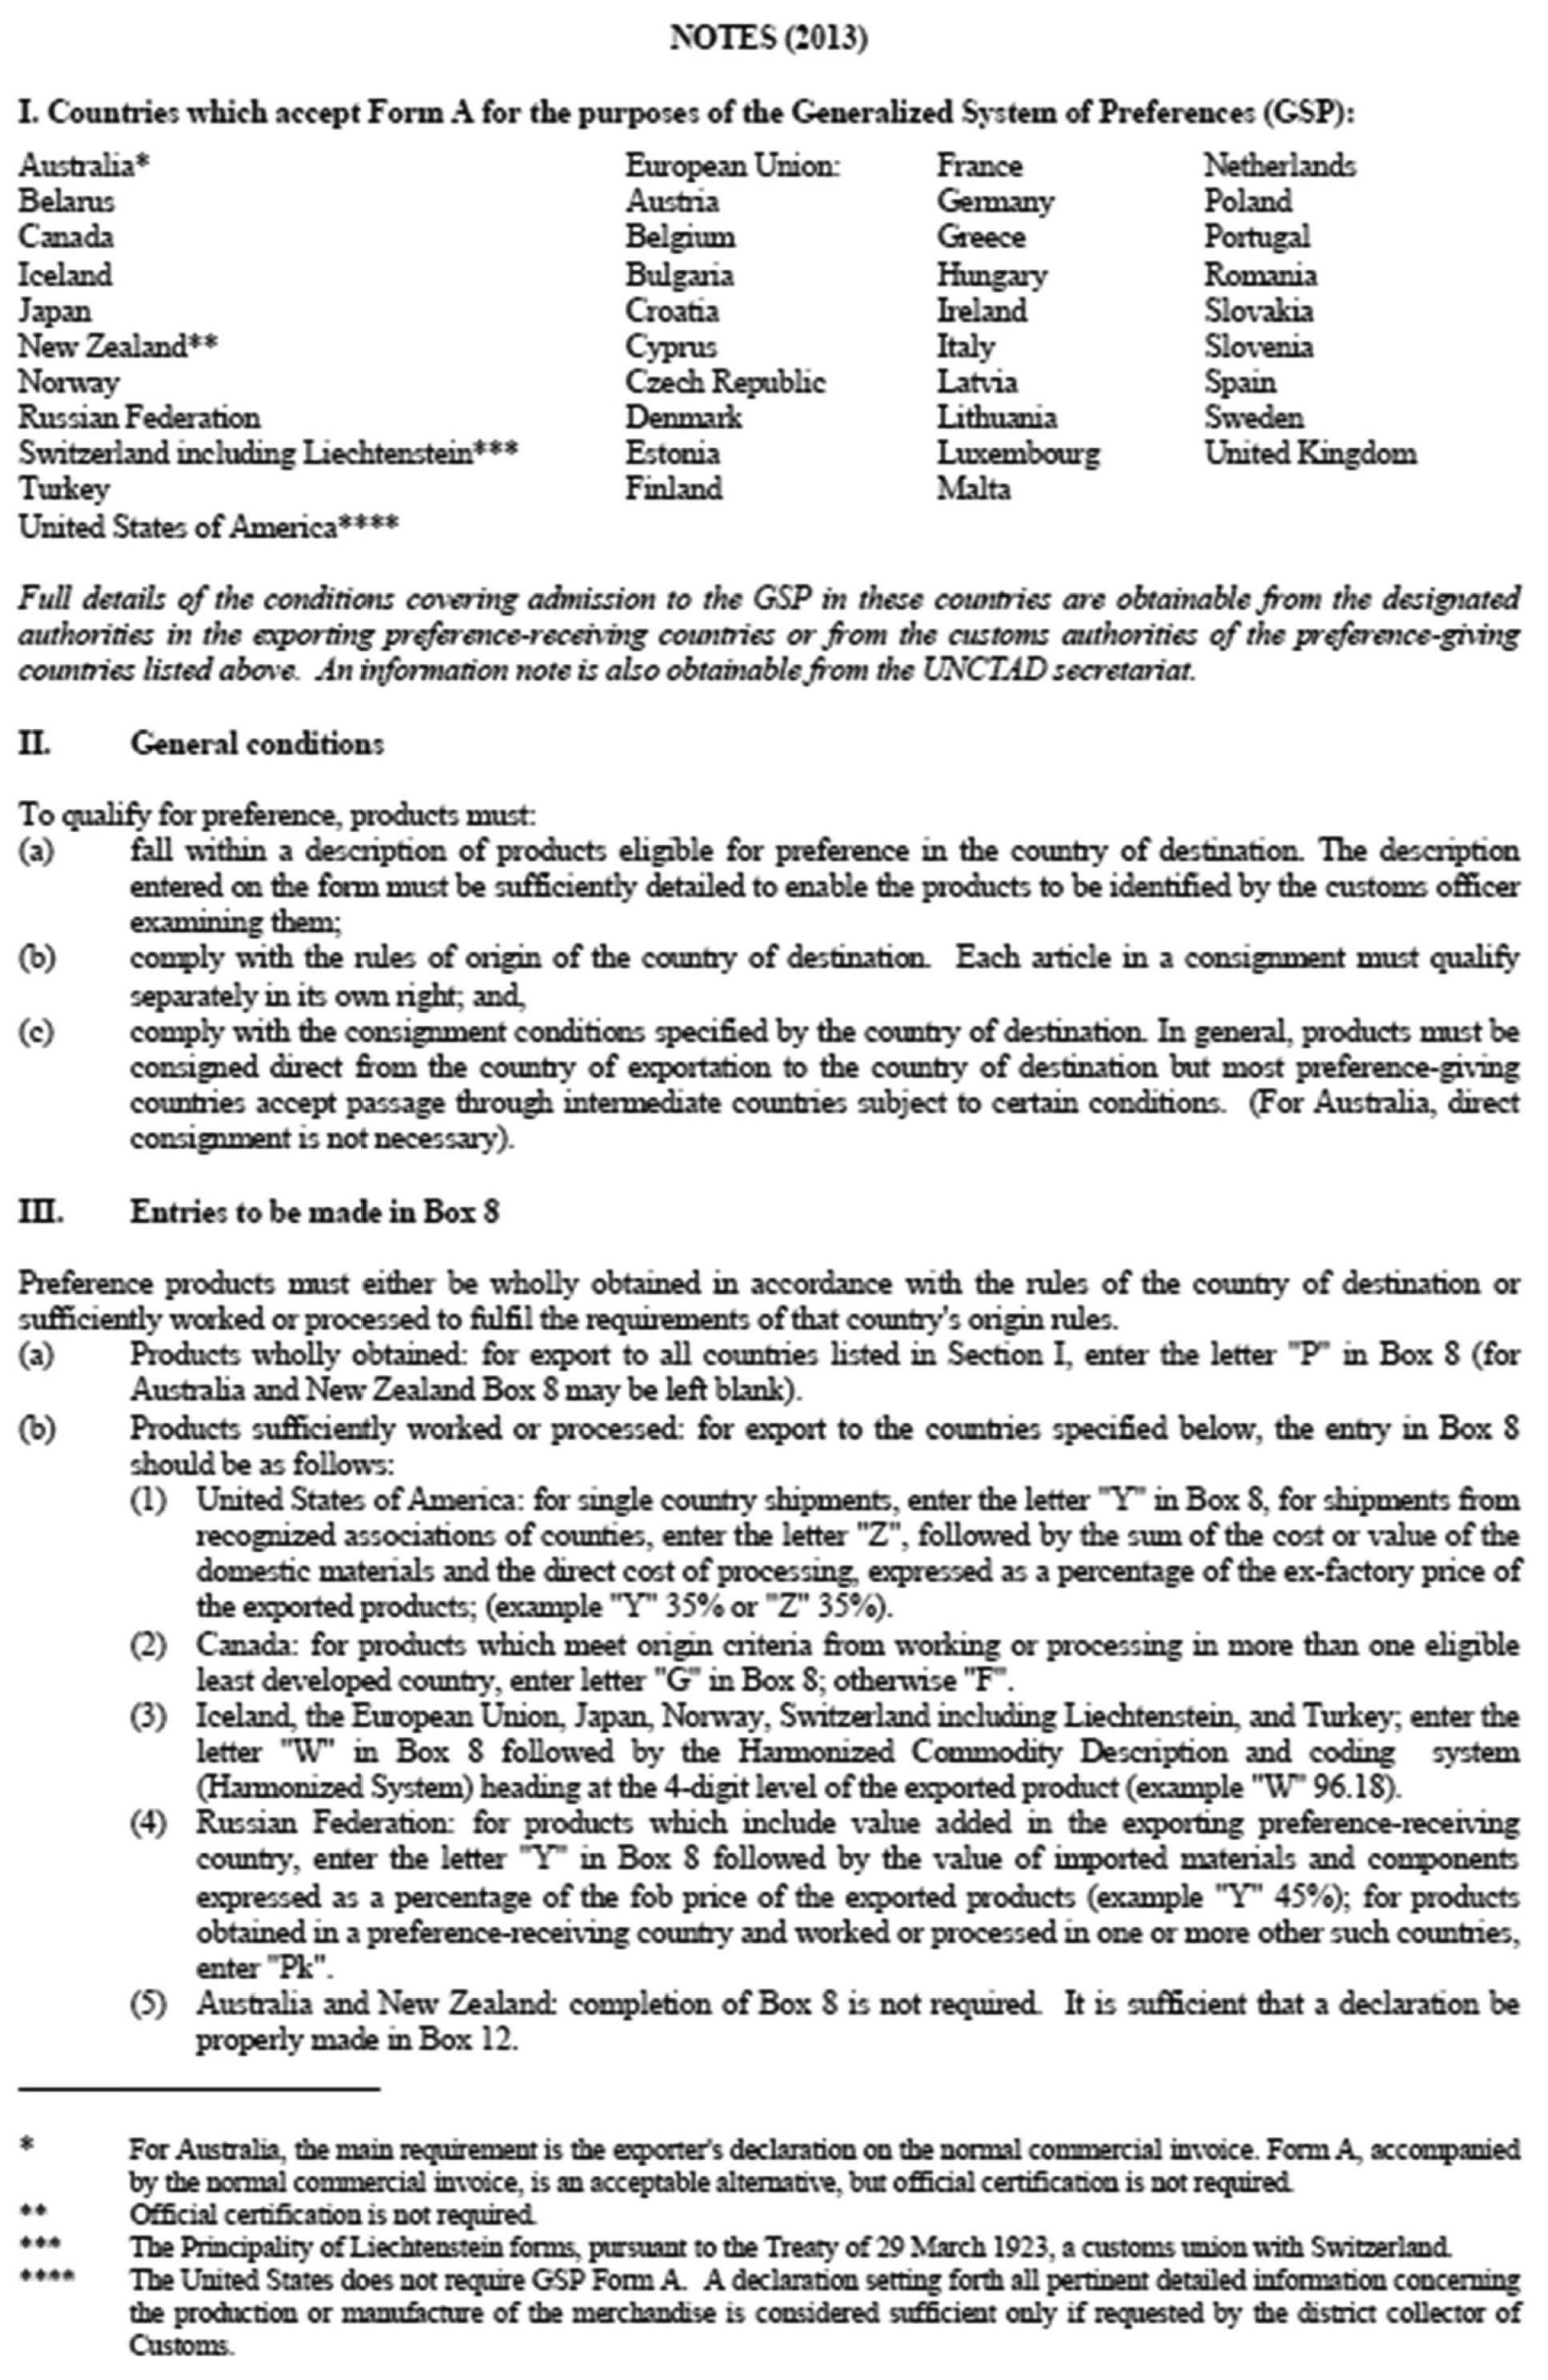 NOTES (2013)
I. Countries which accept Form A for the purposes of the Generalized System of Preferences (GSP):
Australia* European Union: France Netherlands
Belarus Austria Germany Poland
Canada Belgium Greece Portugal
Iceland Bulgaria Hungary Romania
Japan Croatia Ireland Slovakia
New Zealand** Cyprus Italy Slovenia
Norway Czech Republic Latvia Spain
Russian Federation Denmark Lithuania Sweden
Switzerland including Liechtenstein*** Estonia Luxembourg United Kingdom
Turkey Finland Malta
United States of America****
Full details of the conditions covering admission to the GSP in these countries are obtainable from the designated
authorities in the exporting preference-receiving countries or from the customs authorities of the preference-giving
countries listed above. An information note is also obtainable from the UNCTAD secretariat.
II. General conditions
To qualify for preference, products must:
(a) fall within a description of products eligible for preference in the country of destination. The description
entered on the form must be sufficiently detailed to enable the products to be identified by the customs officer
examining them;
(b) comply with the rules of origin of the country of destination. Each article in a consignment must qualify
separately in its own right; and,
(c) comply with the consignment conditions specified by the country of destination. In general, products must be
consigned direct from the country of exportation to the country of destination but most preference-giving
countries accept passage through intermediate countries subject to certain conditions. (For Australia, direct
consignment is not necessary).
III. Entries to be made in Box 8
Preference products must either be wholly obtained in accordance with the rules of the country of destination or
sufficiently worked or processed to fulfil the requirements of that country's origin rules.
(a) Products wholly obtained: for export to all countries listed in Section I, enter the letter "P" in Box 8 (for
Australia and New Zealand Box 8 may be left blank).
(b) Products sufficiently worked or processed: for export to the countries specified below, the entry in Box 8
should be as follows:
(1) United States of America: for single country shipments, enter the letter "Y" in Box 8, for shipments from
recognized associations of counties, enter the letter "Z", followed by the sum of the cost or value of the
domestic materials and the direct cost of processing, expressed as a percentage of the ex-factory price of
the exported products; (example "Y" 35% or "Z" 35%).
(2) Canada: for products which meet origin criteria from working or processing in more than one eligible
least developed country, enter letter "G" in Box 8; otherwise "F".
(3) Iceland, the European Union, Japan, Norway, Switzerland including Liechtenstein, and Turkey; enter the
letter "W" in Box 8 followed by the Harmonized Commodity Description and coding system
(Harmonized System) heading at the 4-digit level of the exported product (example "W" 96.18).
(4) Russian Federation: for products which include value added in the exporting preference-receiving
country, enter the letter "Y" in Box 8 followed by the value of imported materials and components
expressed as a percentage of the fob price of the exported products (example "Y" 45%); for products
obtained in a preference-receiving country and worked or processed in one or more other such countries,
enter "Pk".
(5) Australia and New Zealand: completion of Box 8 is not required. It is sufficient that a declaration be
properly made in Box 12.
* For Australia, the main requirement is the exporter's declaration on the normal commercial invoice. Form A, accompanied
by the normal commercial invoice, is an acceptable alternative, but official certification is not required.
** Official certification is not required.
*** The Principality of Liechtenstein forms, pursuant to the Treaty of 29 March 1923, a customs union with Switzerland.
**** The United States does not require GSP Form A. A declaration setting forth all pertinent detailed information concerning
the production or manufacture of the merchandise is considered sufficient only if requested by the district collector of
Customs.